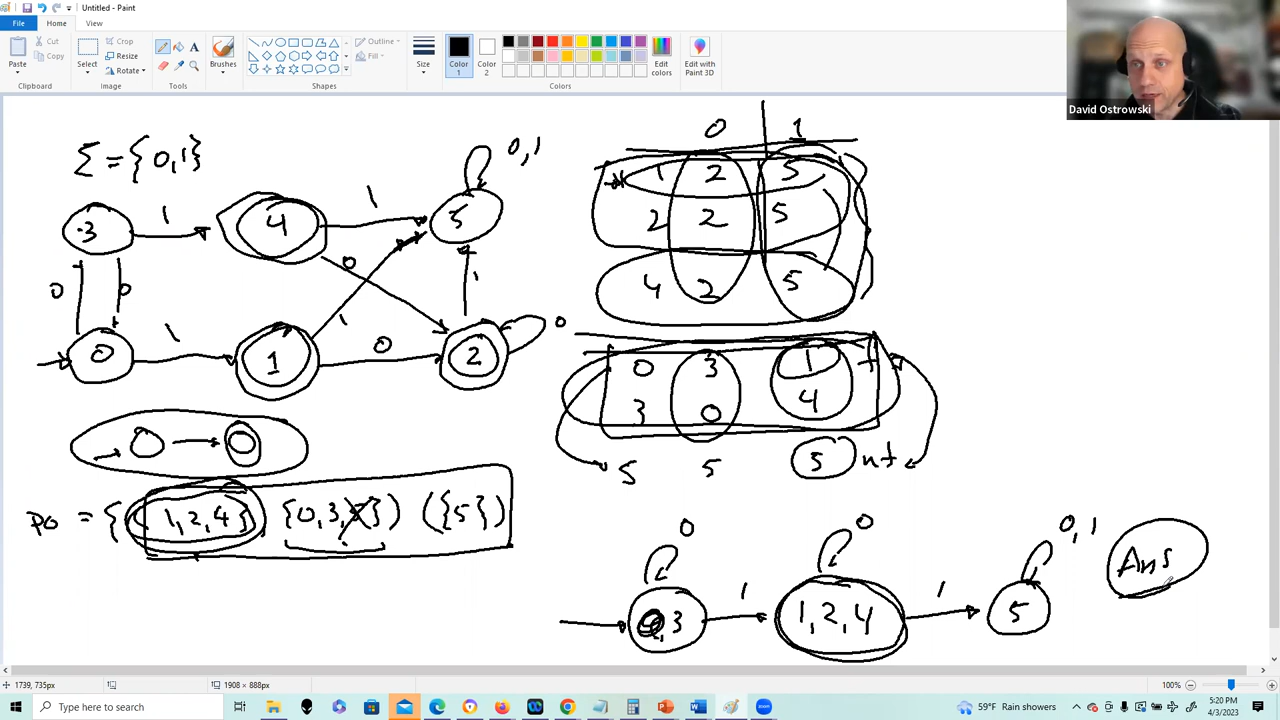 Untitled - Paint
File
Home
View
Paste
Cut
Copy
Clipboard
Select
Crop
Resize
Rotate
Image
Tools
Brushes
Shapes
Outline
Fill
Size
Color 1
Color 2
Colors
Edit colors
Edit with Paint 3D
David Ostrowski
Σ = {0,1}
0,1
3
1
4
1
5
0
0
0
1
0
1
1
1
0
2
0
P0 = { 1,2,4} {0,3,5}) ({5})
0 1
1 2 5
2 2 5
4 2 5
0 3 1
3 0 4
5 5 5 nt
0
0
0,1
Ans
,3
1
1,2,4
1
5
1739, 735px
1908 × 888px
100%
Type here to search
59°F Rain showers
5:20 PM
4/3/2023